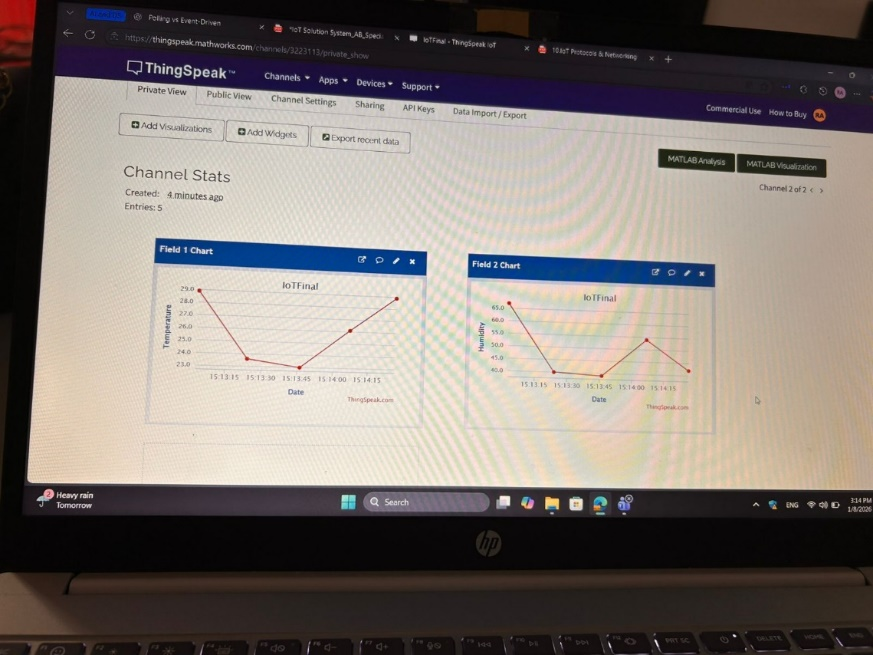 Polling vs Event-Driven
*IoT Solution System_AB_Speci
IoTFinal - ThingSpeak IoT
10.IIoT Protocols & Networking
https://thingspeak.mathworks.com/channels/3223113/private_show
ThingSpeak™
Channels
Apps
Devices
Support
Commercial Use
How to Buy
RA
Private View
Public View
Channel Settings
Sharing
API Keys
Data Import / Export
Add Visualizations
Add Widgets
Export recent data
MATLAB Analysis
MATLAB Visualization
Channel 2 of 2 < >
Channel Stats
Created: 4 minutes ago
Entries: 5
Field 1 Chart
IoTFinal
Temperature
29.0
28.0
27.0
26.0
25.0
24.0
23.0
15:13:15 15:13:30 15:13:45 15:14:00 15:14:15
Date
ThingSpeak.com
Field 2 Chart
IoTFinal
Humidity
65.0
60.0
55.0
50.0
45.0
40.0
15:13:15 15:13:30 15:13:45 15:14:00 15:14:15
Date
ThingSpeak.com
2
Heavy rain
Tomorrow
Search
ENG
3:14 PM
1/8/2026
hp
PRT SC
DELETE
HOME
END